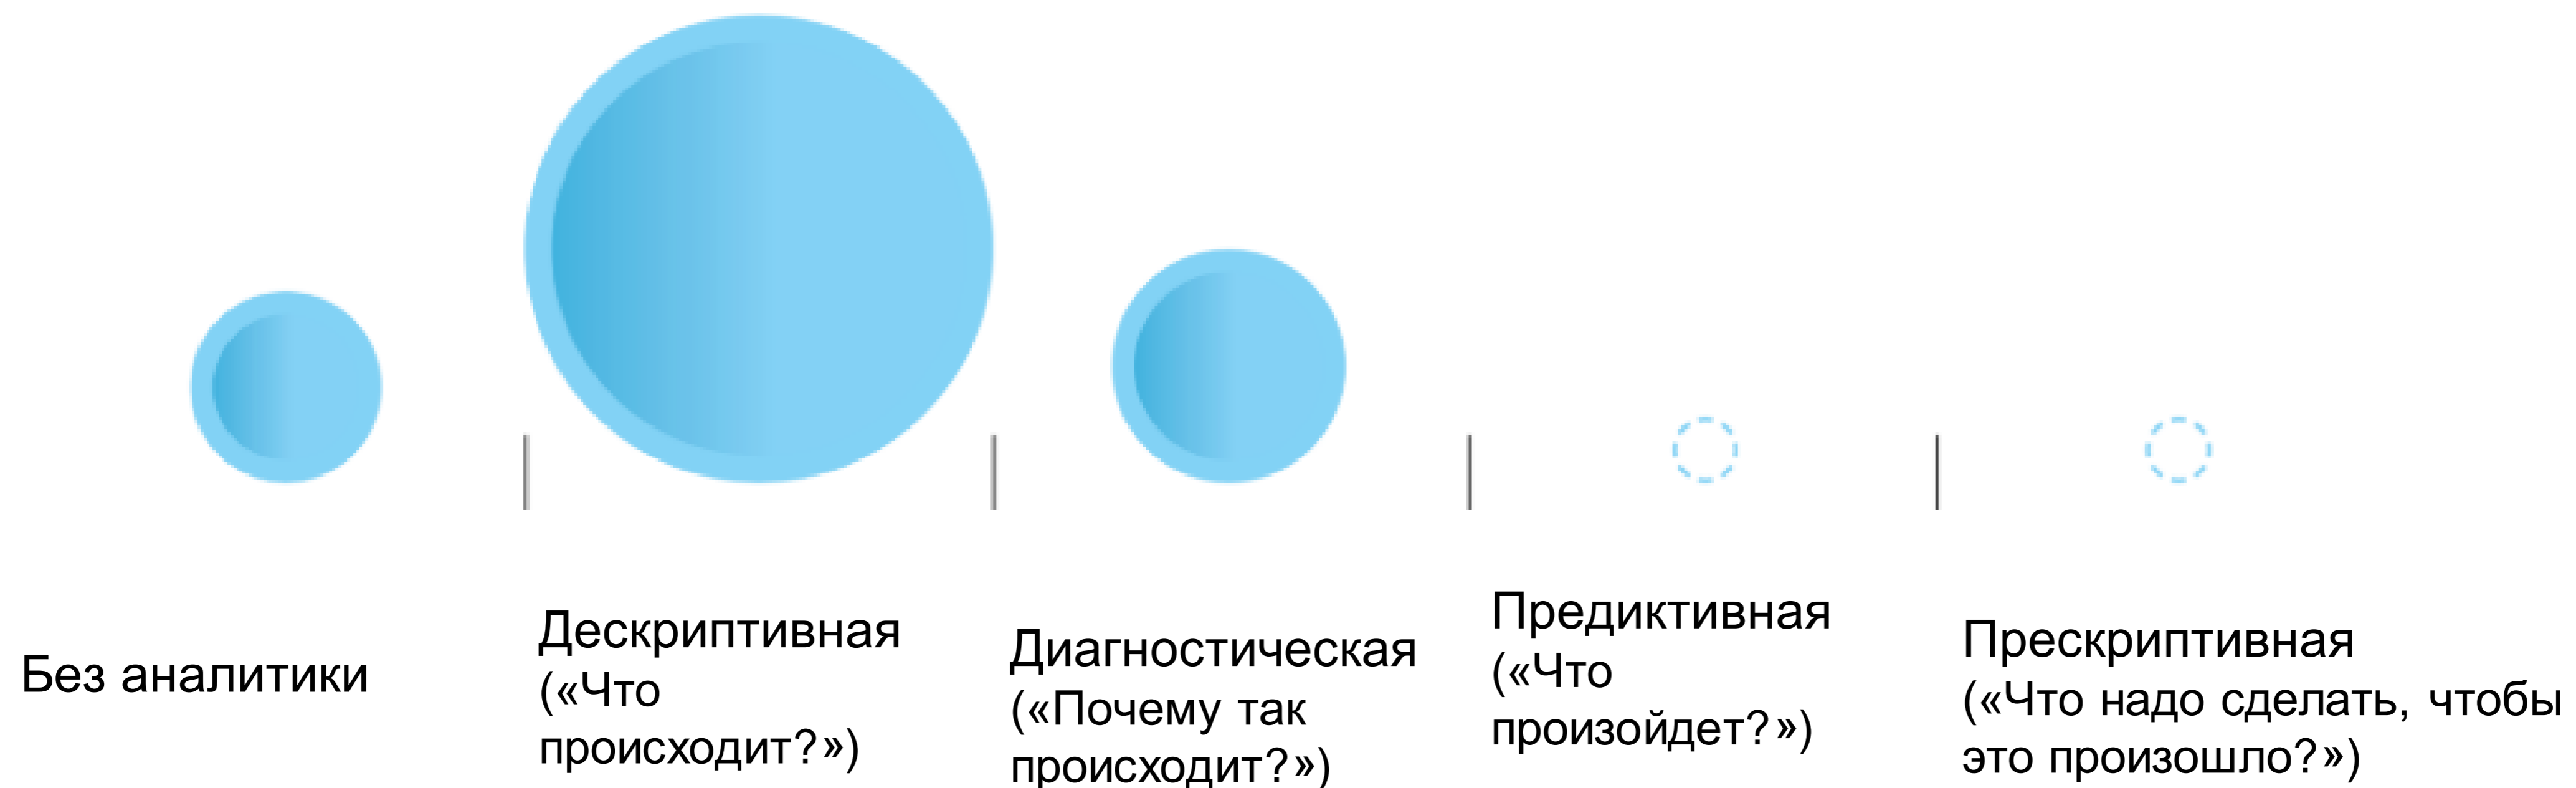 Без аналитики
Дескриптивная
(«Что
происходит?»)
Диагностическая
(«Почему так
происходит?»)
Предиктивная
(«Что
произойдет?»)
Прескриптивная
(«Что надо сделать, чтобы
это произошло?»)